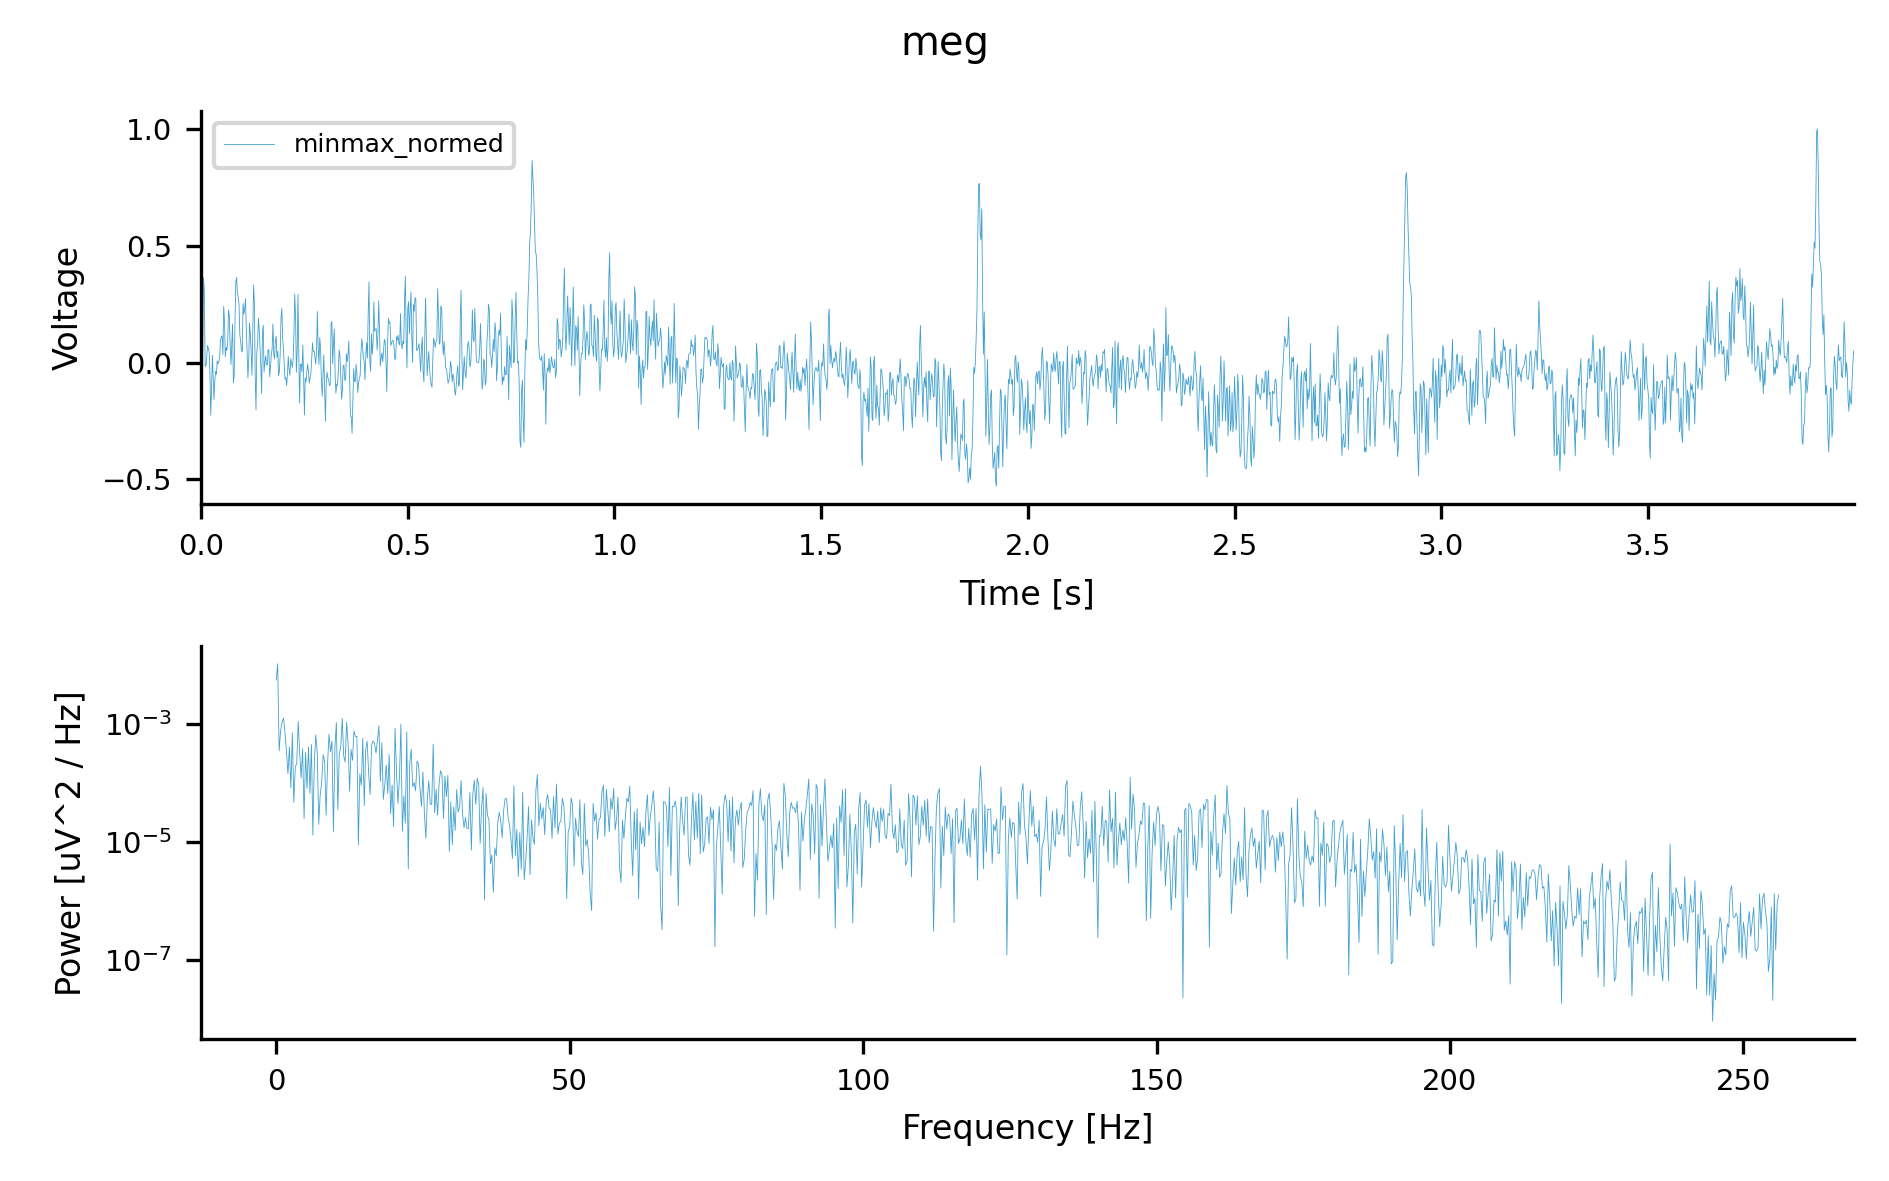 meg
1.0
minmax_normed
0.5
0.0
−0.5
Voltage
0.0 0.5 1.0 1.5 2.0 2.5 3.0 3.5
Time [s]
10⁻³
10⁻⁵
10⁻⁷
Power [uV^2 / Hz]
0 50 100 150 200 250
Frequency [Hz]